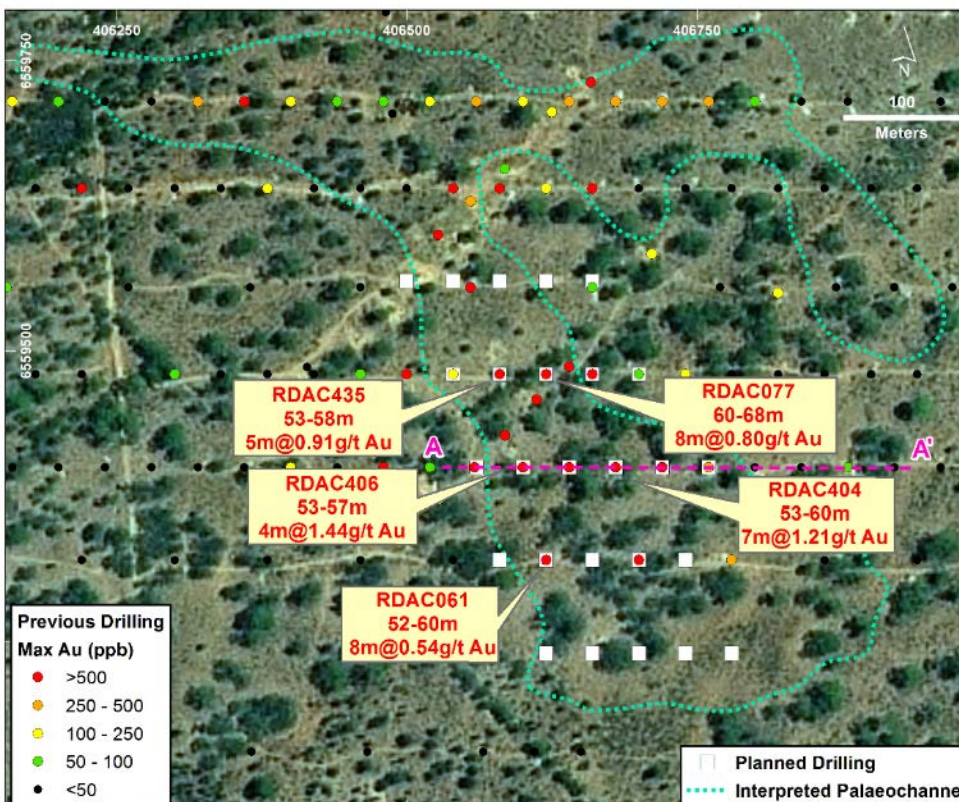 406250
406500
406750
6559750
N
100
Meters
6559500
RDAC435
53-58m
5m@0.91g/t Au
RDAC077
60-68m
8m@0.80g/t Au
A
A'
RDAC406
53-57m
4m@1.44g/t Au
RDAC404
53-60m
7m@1.21g/t Au
RDAC061
52-60m
8m@0.54g/t Au
Previous Drilling
Max Au (ppb)
>500
250 - 500
100 - 250
50 - 100
<50
Planned Drilling
Interpreted Palaeochannel